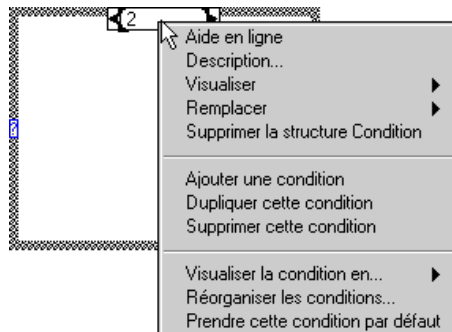 2
Aide en ligne
Description...
Visualiser
Remplacer
Supprimer la structure Condition
?
Ajouter une condition
Dupliquer cette condition
Supprimer cette condition
Visualiser la condition en...
Réorganiser les conditions...
Prendre cette condition par défaut